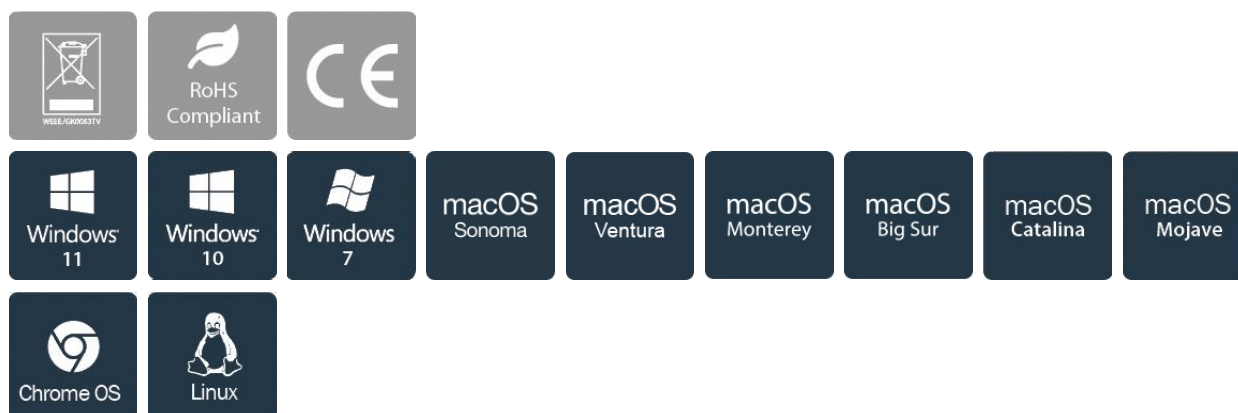 WEEE/GK0063TV
RoHS
Compliant
CE
Windows
11
Windows
10
Windows
7
macOS
Sonoma
macOS
Ventura
macOS
Monterey
macOS
Big Sur
macOS
Catalina
macOS
Mojave
Chrome OS
Linux